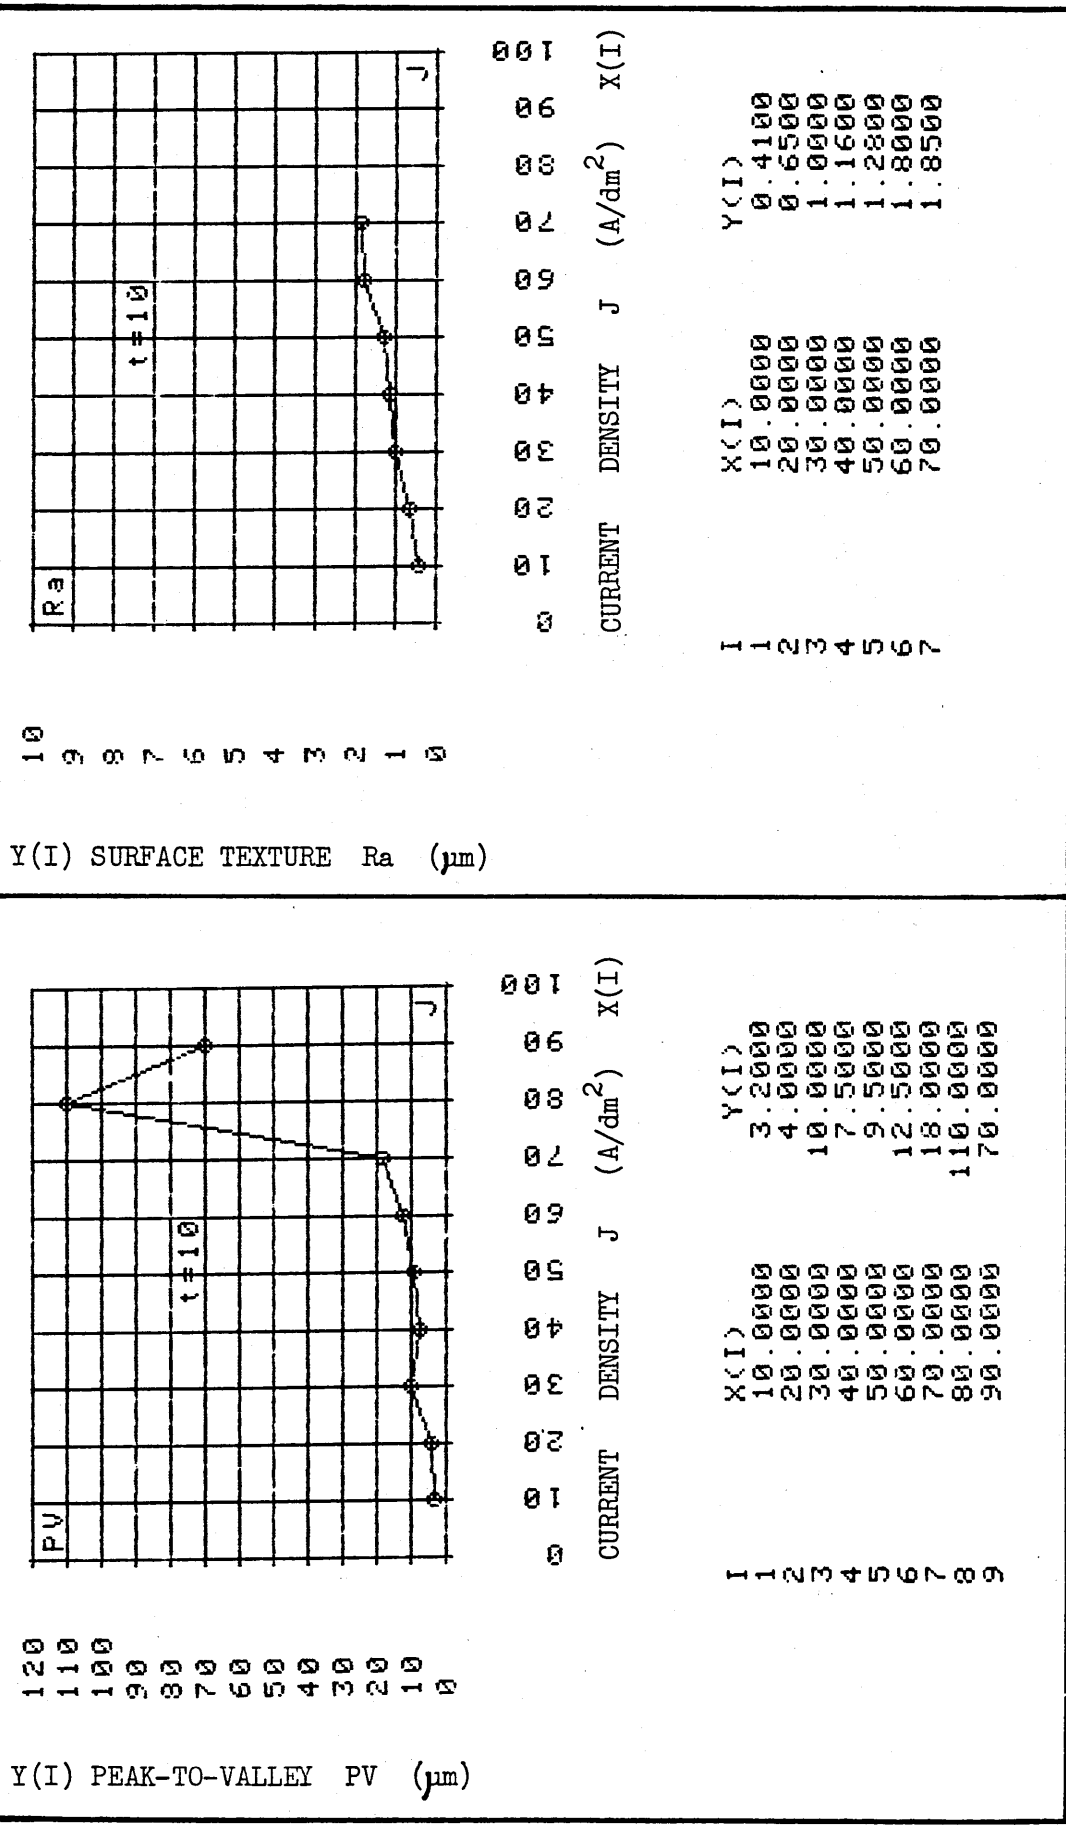 Y(I) SURFACE TEXTURE Ra (µm)
10
9
8
7
6
5
4
3
2
1
0
Ra
t=10
J
0 10 20 30 40 50 60 70 80 90 100
CURRENT DENSITY J (A/dm²) X(I)
I X(I) Y(I)
1 10.0000 0.4100
2 20.0000 0.6500
3 30.0000 1.0000
4 40.0000 1.1600
5 50.0000 1.2800
6 60.0000 1.8000
7 70.0000 1.8500
Y(I) PEAK-TO-VALLEY PV (µm)
120
110
100
90
80
70
60
50
40
30
20
10
0
PV
t=10
J
0 10 20 30 40 50 60 70 80 90 100
CURRENT DENSITY J (A/dm²) X(I)
I X(I) Y(I)
1 10.0000 3.2000
2 20.0000 4.0000
3 30.0000 10.0000
4 40.0000 7.5000
5 50.0000 9.5000
6 60.0000 12.5000
7 70.0000 18.0000
8 80.0000 110.0000
9 90.0000 70.0000